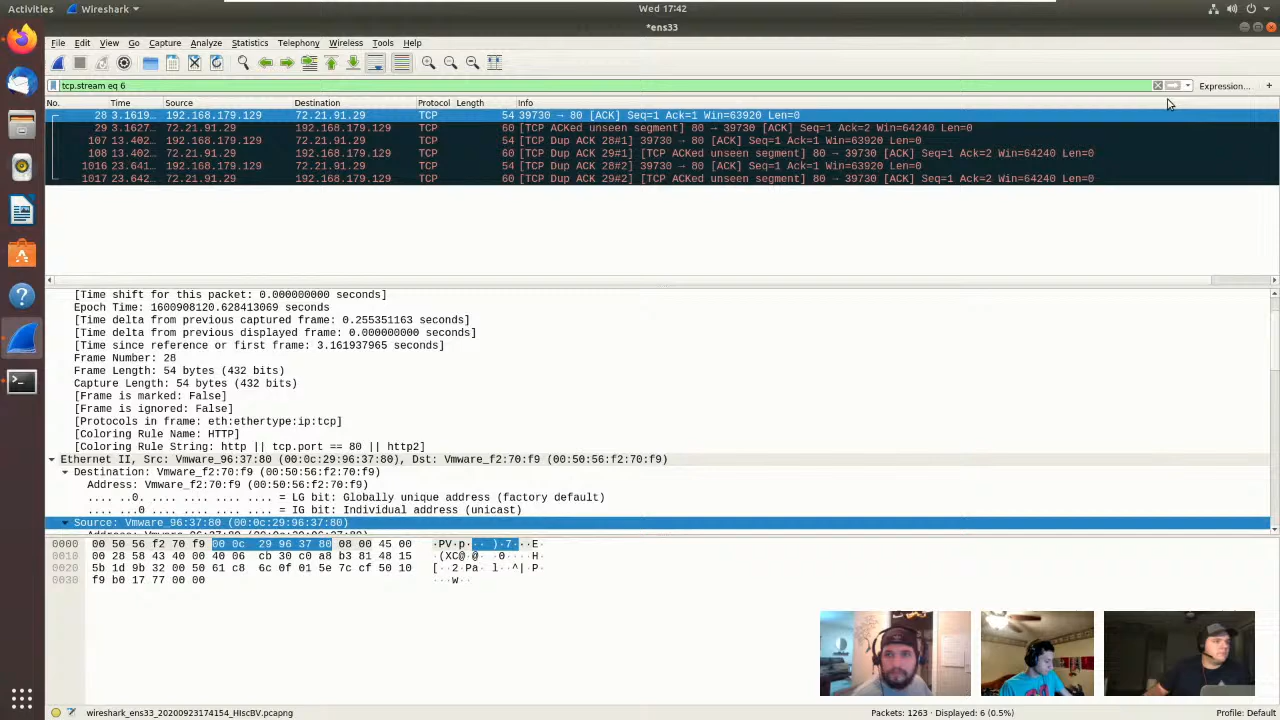 Activities Wireshark Wed 17:42
*ens33
File Edit View Go Capture Analyze Statistics Telephony Wireless Tools Help
tcp.stream eq 6 Expression... +
No. Time Source Destination Protocol Length Info
28 3.1619… 192.168.179.129 72.21.91.29 TCP 54 39730 → 80 [ACK] Seq=1 Ack=1 Win=63920 Len=0
29 3.1627… 72.21.91.29 192.168.179.129 TCP 60 [TCP ACKed unseen segment] 80 → 39730 [ACK] Seq=1 Ack=2 Win=64240 Len=0
107 13.402… 192.168.179.129 72.21.91.29 TCP 54 [TCP Dup ACK 28#1] 39730 → 80 [ACK] Seq=1 Ack=1 Win=63920 Len=0
108 13.402… 72.21.91.29 192.168.179.129 TCP 60 [TCP Dup ACK 29#1] [TCP ACKed unseen segment] 80 → 39730 [ACK] Seq=1 Ack=2 Win=64240 Len=0
1016 23.641… 192.168.179.129 72.21.91.29 TCP 54 [TCP Dup ACK 28#2] 39730 → 80 [ACK] Seq=1 Ack=1 Win=63920 Len=0
1017 23.642… 72.21.91.29 192.168.179.129 TCP 60 [TCP Dup ACK 29#2] [TCP ACKed unseen segment] 80 → 39730 [ACK] Seq=1 Ack=2 Win=64240 Len=0
[Time shift for this packet: 0.000000000 seconds]
Epoch Time: 1600908120.628413069 seconds
[Time delta from previous captured frame: 0.255351163 seconds]
[Time delta from previous displayed frame: 0.000000000 seconds]
[Time since reference or first frame: 3.161937965 seconds]
Frame Number: 28
Frame Length: 54 bytes (432 bits)
Capture Length: 54 bytes (432 bits)
[Frame is marked: False]
[Frame is ignored: False]
[Protocols in frame: eth:ethertype:ip:tcp]
[Coloring Rule Name: HTTP]
[Coloring Rule String: http || tcp.port == 80 || http2]
Ethernet II, Src: Vmware_96:37:80 (00:0c:29:96:37:80), Dst: Vmware_f2:70:f9 (00:50:56:f2:70:f9)
Destination: Vmware_f2:70:f9 (00:50:56:f2:70:f9)
Address: Vmware_f2:70:f9 (00:50:56:f2:70:f9)
.... ..0. .... .... .... .... = LG bit: Globally unique address (factory default)
.... ...0 .... .... .... .... = IG bit: Individual address (unicast)
Source: Vmware_96:37:80 (00:0c:29:96:37:80)
0000 00 50 56 f2 70 f9 00 0c 29 96 37 80 08 00 45 00 ·PV·p··· )·7···E·
0010 00 28 58 43 40 00 40 06 cb 30 c0 a8 b3 81 48 15 ·(XC@·@· ·0····H·
0020 5b 1d 9b 32 00 50 61 c8 6c 0f 01 5e 7c cf 50 10 [··2·Pa· l··^|·P·
0030 f9 b0 17 77 00 00 ···w··
wireshark_ens33_20200923174154_HIscBV.pcapng Packets: 1263 · Displayed: 6 (0.5%) Profile: Default